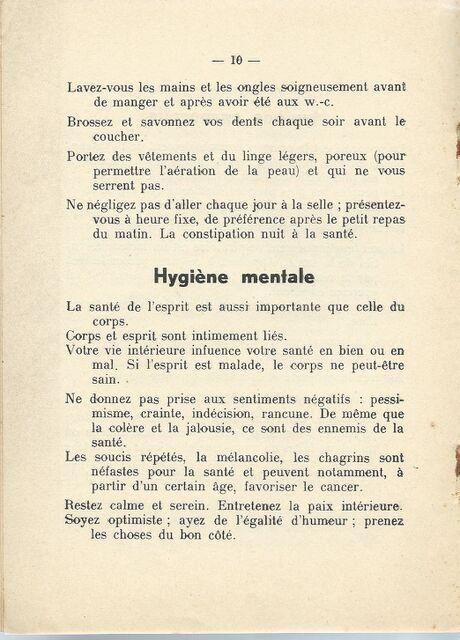 — 10 —
Lavez-vous les mains et les ongles soigneusement avant
de manger et après avoir été aux w.-c.
Brossez et savonnez vos dents chaque soir avant le
coucher.
Portez des vêtements et du linge légers, poreux (pour
permettre l'aération de la peau) et qui ne vous
serrent pas.
Ne négligez pas d'aller chaque jour à la selle ; présentez-
vous à heure fixe, de préférence après le petit repas
du matin. La constipation nuit à la santé.
Hygiène mentale
La santé de l'esprit est aussi importante que celle du
corps.
Corps et esprit sont intimement liés.
Votre vie intérieure infuence votre santé en bien ou en
mal. Si l'esprit est malade, le corps ne peut-être
sain.
Ne donnez pas prise aux sentiments négatifs : pessi-
misme, crainte, indécision, rancune. De même que
la colère et la jalousie, ce sont des ennemis de la
santé.
Les soucis répétés, la mélancolie, les chagrins sont
néfastes pour la santé et peuvent notamment, à
partir d'un certain âge, favoriser le cancer.
Restez calme et serein. Entretenez la paix intérieure.
Soyez optimiste ; ayez de l'égalité d'humeur ; prenez
les choses du bon côté.